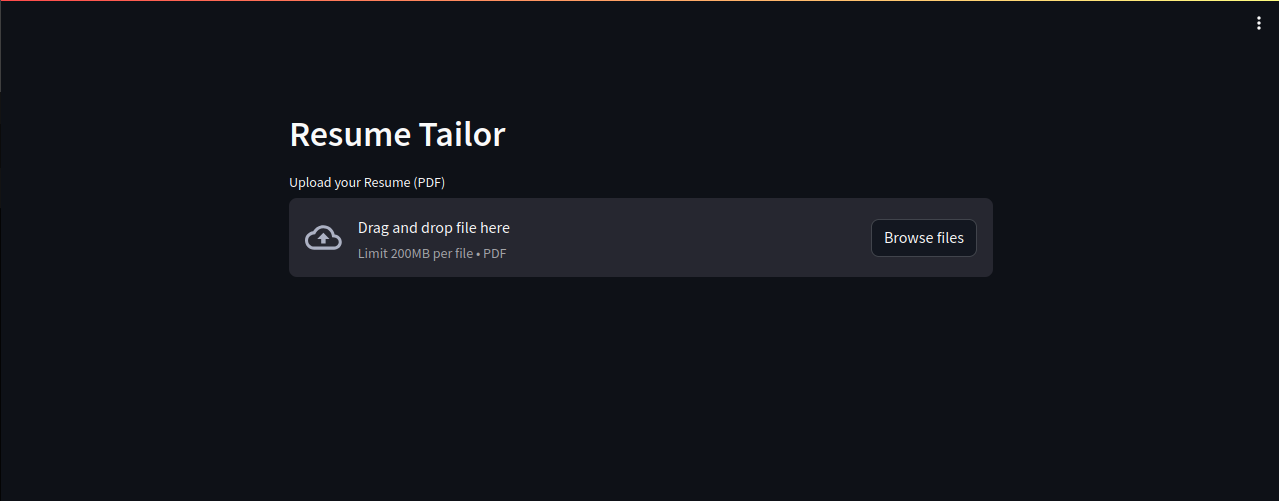 Resume Tailor
Upload your Resume (PDF)
Drag and drop file here
Limit 200MB per file • PDF
Browse files